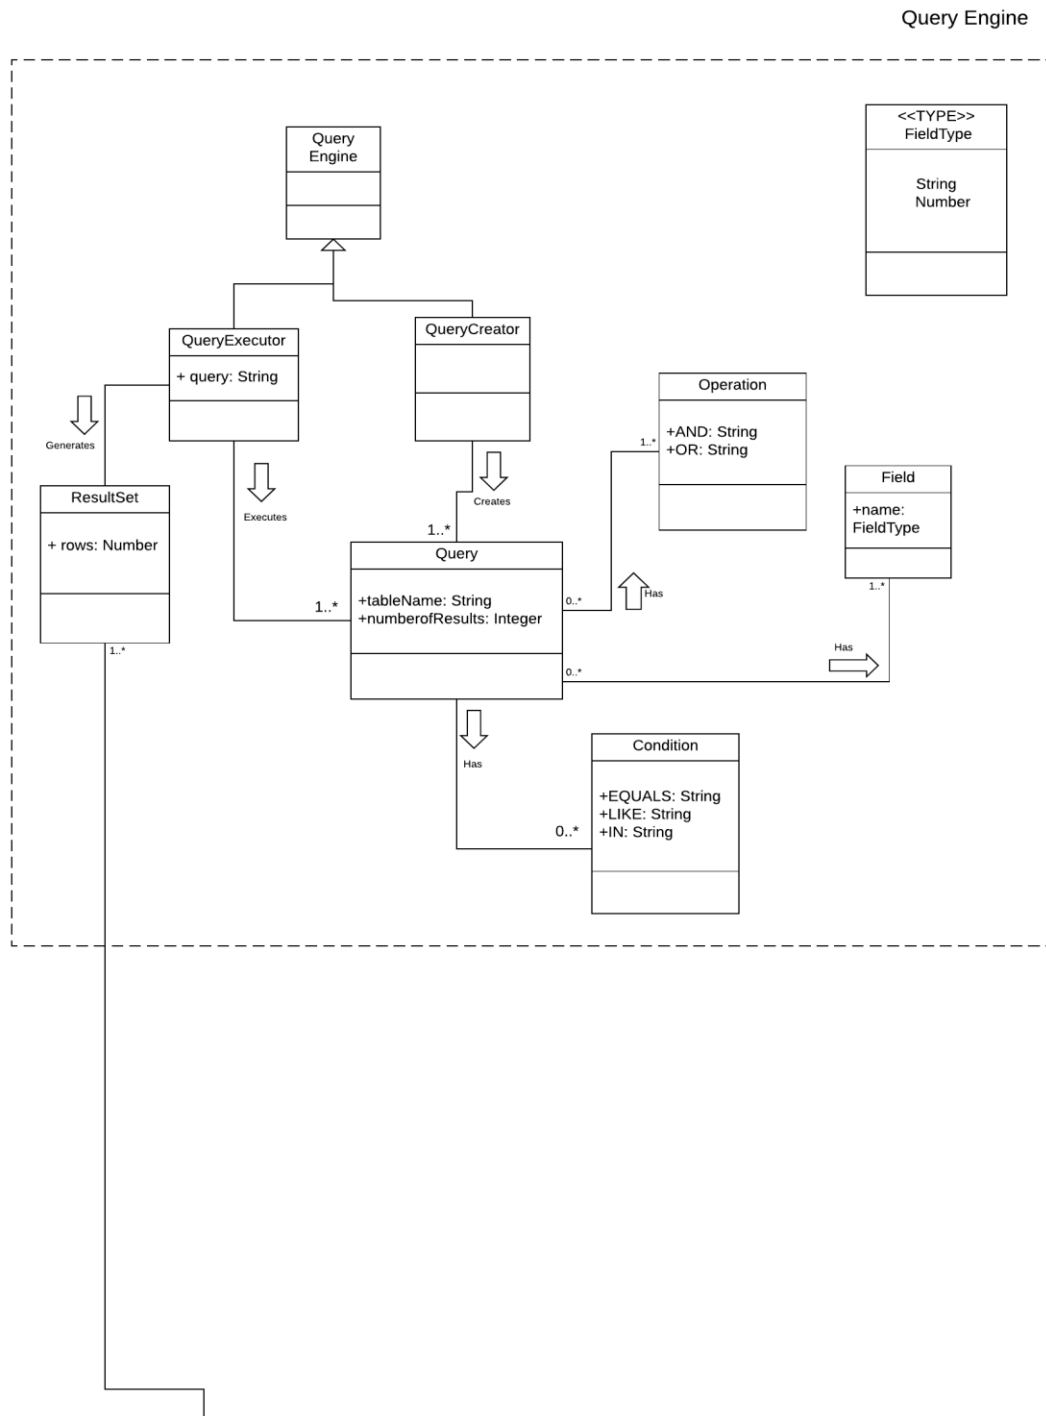 Query Engine
<<TYPE>>
FieldType
String
Number
Query
Engine
QueryExecutor
+ query: String
QueryCreator
Generates
Executes
Creates
Operation
+AND: String
+OR: String
1..*
Field
+name:
FieldType
1..*
ResultSet
+ rows: Number
1..*
1..*
Query
+tableName: String
+numberofResults: Integer
1..*
0..*
Has
0..*
Has
Has
0..*
Condition
+EQUALS: String
+LIKE: String
+IN: String